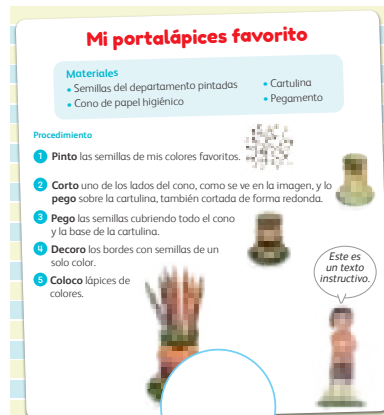 Mi portalápices favorito
Materiales
• Semillas del departamento pintadas
• Cono de papel higiénico
• Cartulina
• Pegamento
Procedimiento
1 Pinto las semillas de mis colores favoritos.
2 Corto uno de los lados del cono, como se ve en la imagen, y lo
pego sobre la cartulina, también cortada de forma redonda.
3 Pego las semillas cubriendo todo el cono
y la base de la cartulina.
4 Decoro los bordes con semillas de un
solo color.
5 Coloco lápices de
colores.
Este es
un texto
instructivo.